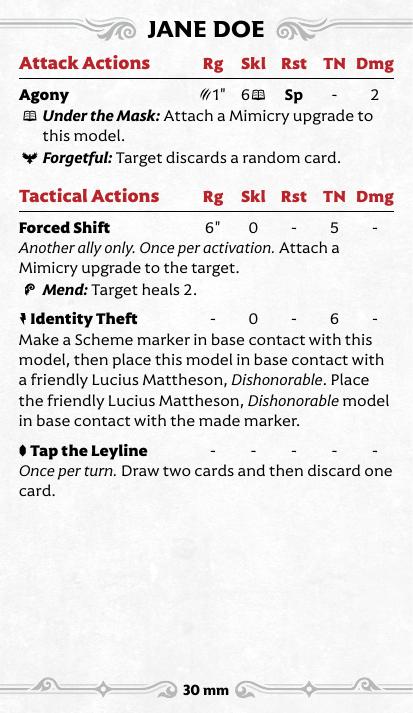 JANE DOE
Attack Actions Rg Skl Rst TN Dmg
Agony 1" 6 Sp - 2
Under the Mask: Attach a Mimicry upgrade to
this model.
Forgetful: Target discards a random card.
Tactical Actions Rg Skl Rst TN Dmg
Forced Shift 6" 0 - 5 -
Another ally only. Once per activation. Attach a
Mimicry upgrade to the target.
Mend: Target heals 2.
Identity Theft - 0 - 6 -
Make a Scheme marker in base contact with this
model, then place this model in base contact with
a friendly Lucius Mattheson, Dishonorable. Place
the friendly Lucius Mattheson, Dishonorable model
in base contact with the made marker.
Tap the Leyline - - - - -
Once per turn. Draw two cards and then discard one
card.
30 mm